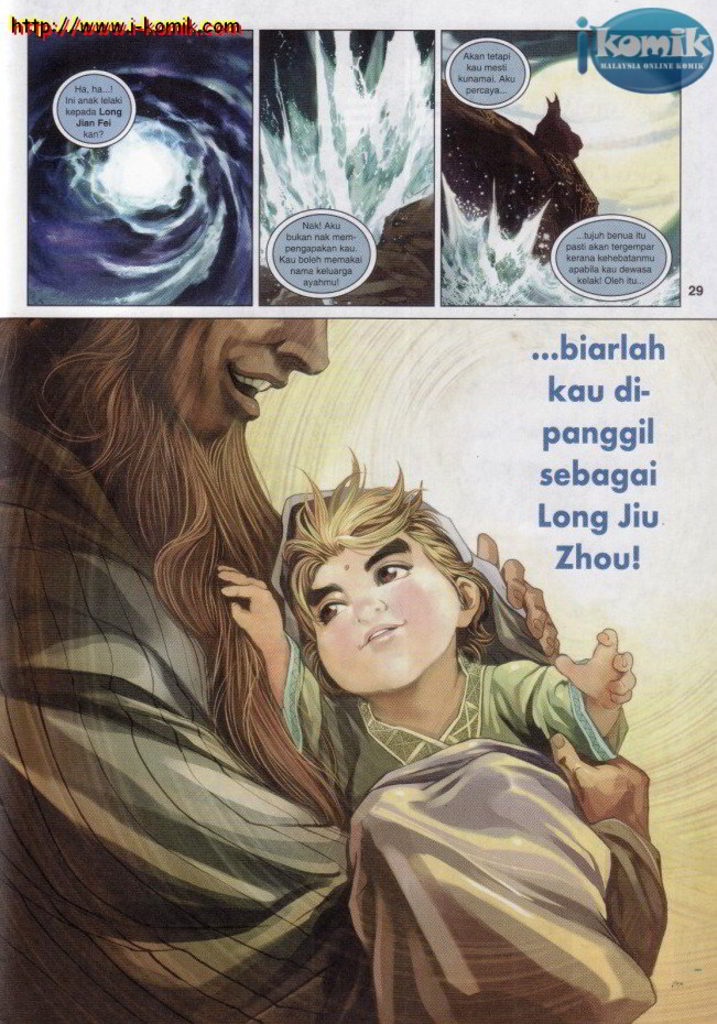 http://www.i-komik.com
ikomik
MALAYSIA ONLINE KOMIK
Ha, ha...!
Ini anak lelaki
kepada Long
Jian Fei
kan?
Nak! Aku
bukan nak mem-
pengapakan kau.
Kau boleh memakai
nama keluarga
ayahmu!
Akan tetapi
kau mesti
kunamai. Aku
percaya...
...tujuh benua itu
pasti akan tergempar
kerana kehebatanmu
apabila kau dewasa
kelak! Oleh itu...
29
...biarlah
kau di-
panggil
sebagai
Long Jiu
Zhou!